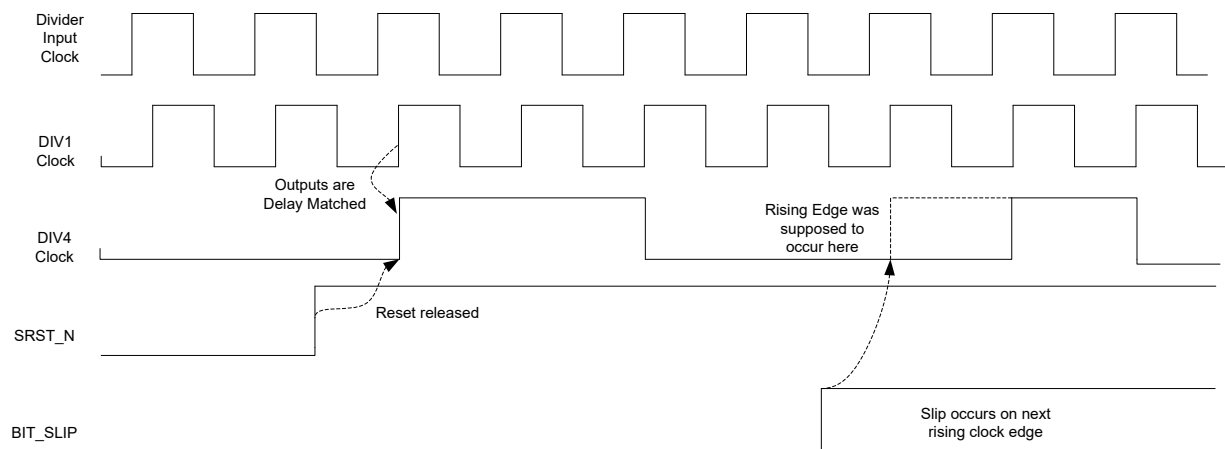 Divider
Input
Clock
DIV1
Clock
Outputs are
Delay Matched
DIV4
Clock
Rising Edge was
supposed to
occur here
Reset released
SRST_N
BIT_SLIP
Slip occurs on next
rising clock edge